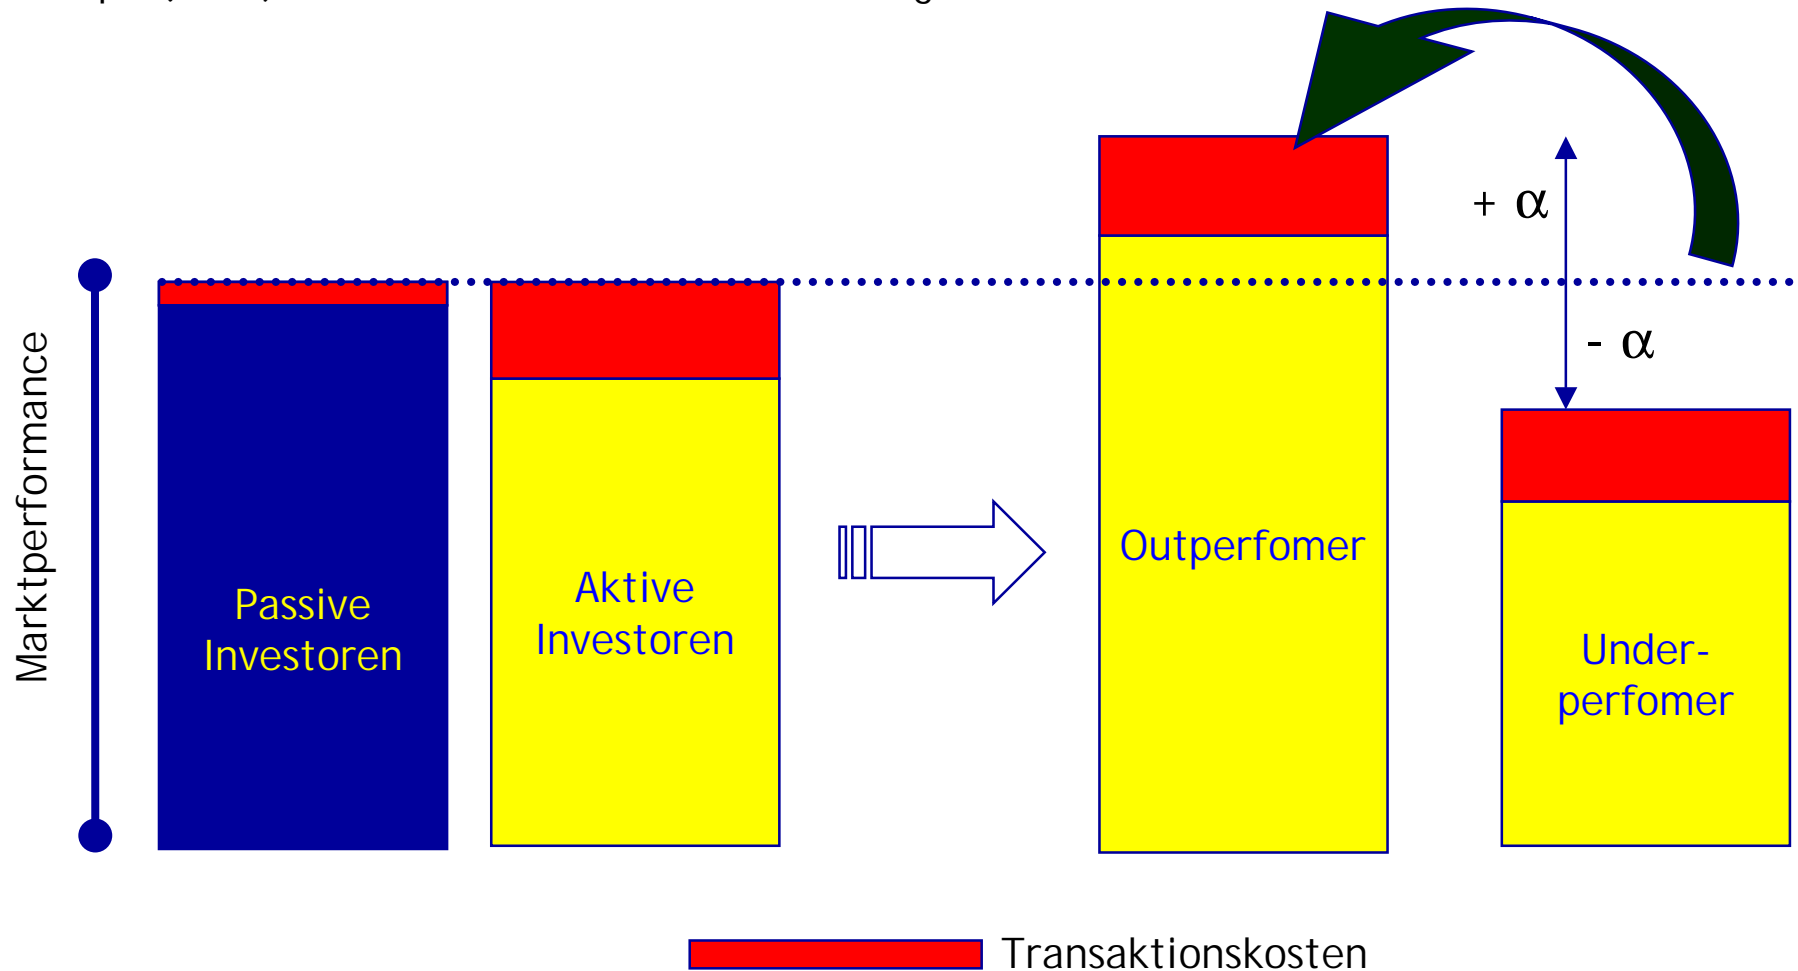 + α
- α
Marktperformance
Passive
Investoren
Aktive
Investoren
Outperfomer
Under-
perfomer
Transaktionskosten